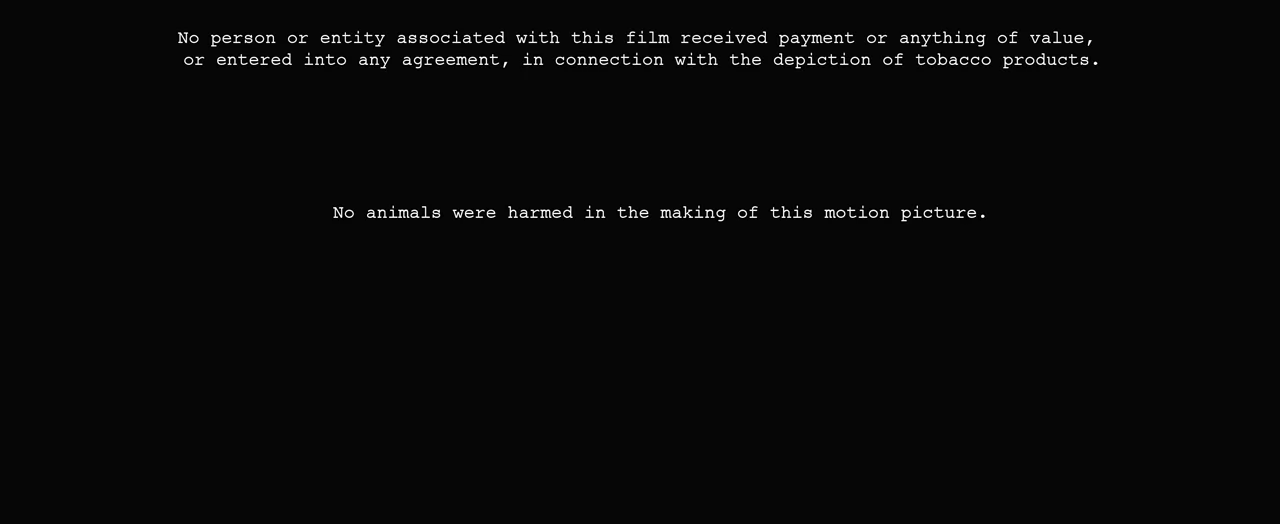 No person or entity associated with this film received payment or anything of value,
or entered into any agreement, in connection with the depiction of tobacco products.
No animals were harmed in the making of this motion picture.